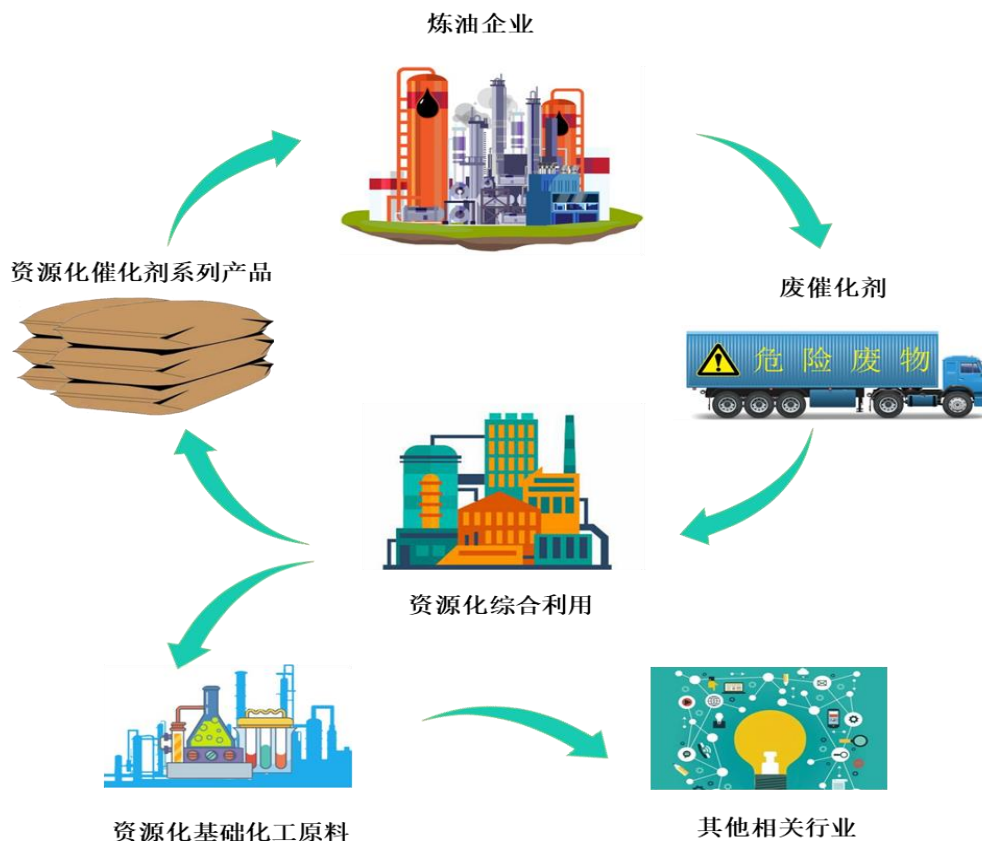 炼油企业
资源化催化剂系列产品
废催化剂
危险废物
资源化综合利用
资源化基础化工原料
其他相关行业